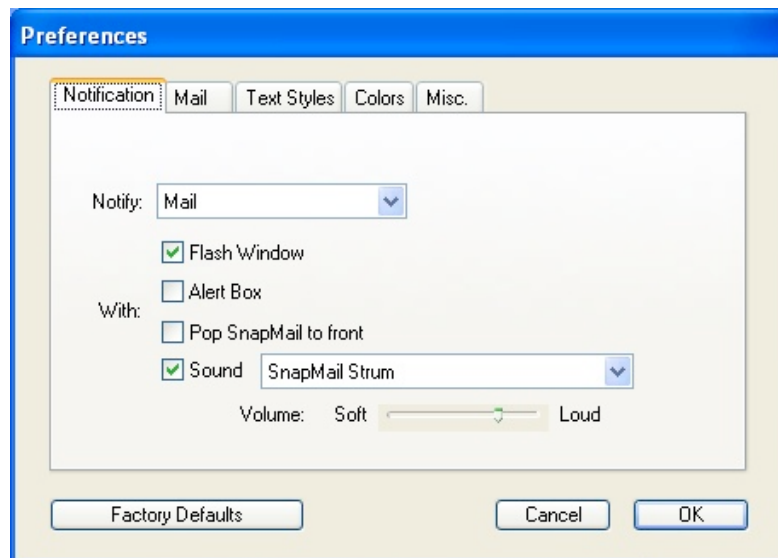 Preferences
Notification Mail Text Styles Colors Misc.
Notify: Mail
Flash Window
Alert Box
With:
Pop SnapMail to front
Sound SnapMail Strum
Volume: Soft Loud
Factory Defaults Cancel OK